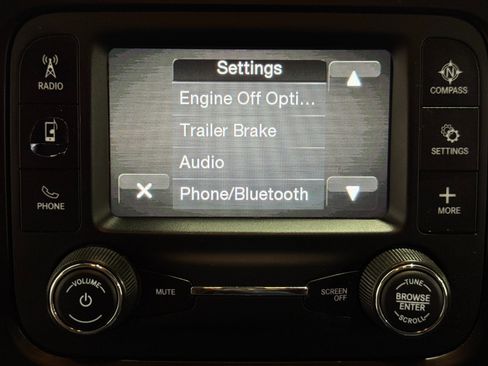 Settings
Engine Off Opti...
Trailer Brake
Audio
Phone/Bluetooth
RADIO
PHONE
N
COMPASS
SETTINGS
MORE
VOLUME
MUTE
SCREEN
OFF
TUNE
BROWSE
ENTER
SCROLL